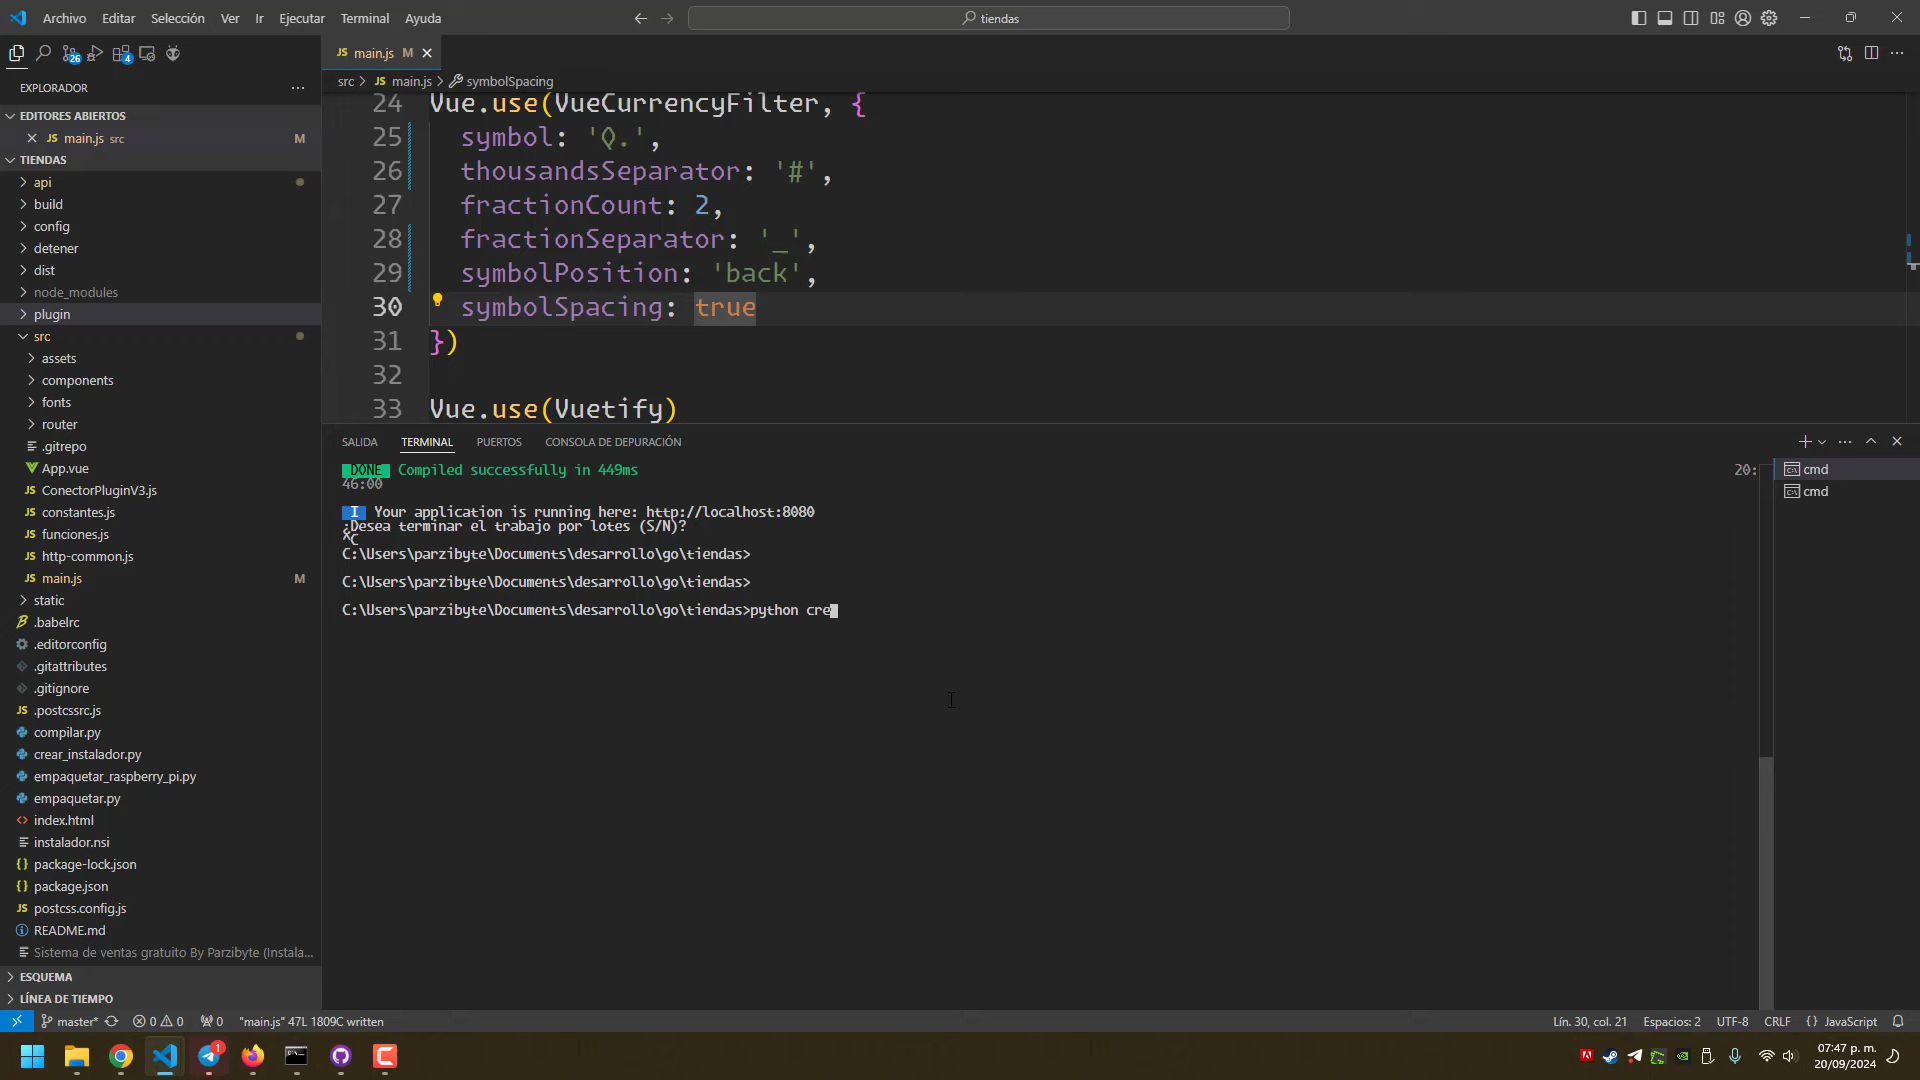 Archivo Editar Selección Ver Ir Ejecutar Terminal Ayuda
tiendas
26
4
main.js M
EXPLORADOR
src > main.js > symbolSpacing
EDITORES ABIERTOS
main.js src M
TIENDAS
api
build
config
detener
dist
node_modules
plugin
src
assets
components
fonts
router
.gitrepo
App.vue
ConectorPluginV3.js
constantes.js
funciones.js
http-common.js
main.js M
static
.babelrc
.editorconfig
.gitattributes
.gitignore
.postcssrc.js
compilar.py
crear_instalador.py
empaquetar_raspberry_pi.py
empaquetar.py
index.html
instalador.nsi
package-lock.json
package.json
postcss.config.js
README.md
Sistema de ventas gratuito By Parzibyte (Instala...
ESQUEMA
LÍNEA DE TIEMPO
24 Vue.use(VueCurrencyFilter, {
25 symbol: 'Q.',
26 thousandsSeparator: '#',
27 fractionCount: 2,
28 fractionSeparator: '_',
29 symbolPosition: 'back',
30 symbolSpacing: true
31 })
32
33 Vue.use(Vuetify)
SALIDA TERMINAL PUERTOS CONSOLA DE DEPURACIÓN
cmd
cmd
DONE Compiled successfully in 449ms 20:
46:00
I Your application is running here: http://localhost:8080
¿Desea terminar el trabajo por lotes (S/N)?
^C
C:\Users\parzibyte\Documents\desarrollo\go\tiendas>
C:\Users\parzibyte\Documents\desarrollo\go\tiendas>
C:\Users\parzibyte\Documents\desarrollo\go\tiendas>python cre
master* 0 0 0 "main.js" 47L 1809C written
Lín. 30, col. 21 Espacios: 2 UTF-8 CRLF {} JavaScript
1
07:47 p. m.
20/09/2024